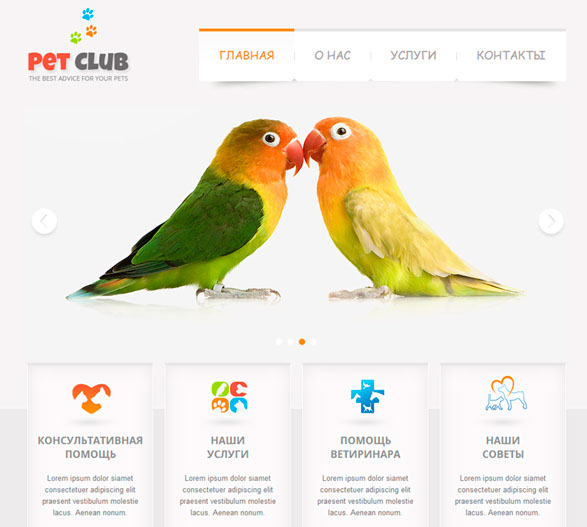 PET CLUB
THE BEST ADVICE FOR YOUR PETS
ГЛАВНАЯ
О НАС
УСЛУГИ
КОНТАКТЫ
КОНСУЛЬТАТИВНАЯ
ПОМОЩЬ
Lorem ipsum dolor siamet
consectetuer adipiscing elit
praesent vestibulum molestie
lacus. Aenean nonum.
НАШИ
УСЛУГИ
Lorem ipsum dolor siamet
consectetuer adipiscing elit
praesent vestibulum molestie
lacus. Aenean nonum.
ПОМОЩЬ
ВЕТИРИНАРА
Lorem ipsum dolor siamet
consectetuer adipiscing elit
praesent vestibulum molestie
lacus. Aenean nonum.
НАШИ
СОВЕТЫ
Lorem ipsum dolor siamet
consectetuer adipiscing elit
praesent vestibulum molestie
lacus. Aenean nonum.